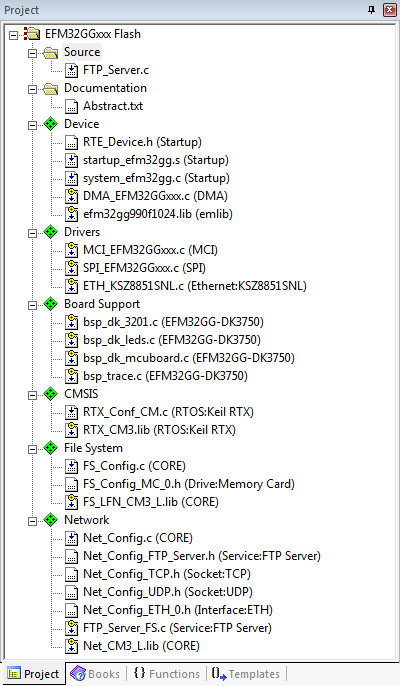 Project
EFM32GGxxx Flash
Source
FTP_Server.c
Documentation
Abstract.txt
Device
RTE_Device.h (Startup)
startup_efm32gg.s (Startup)
system_efm32gg.c (Startup)
DMA_EFM32GGxxx.c (DMA)
efm32gg990f1024.lib (emlib)
Drivers
MCI_EFM32GGxxx.c (MCI)
SPI_EFM32GGxxx.c (SPI)
ETH_KSZ8851SNL.c (Ethernet:KSZ8851SNL)
Board Support
bsp_dk_3201.c (EFM32GG-DK3750)
bsp_dk_leds.c (EFM32GG-DK3750)
bsp_dk_mcuboard.c (EFM32GG-DK3750)
bsp_trace.c (EFM32GG-DK3750)
CMSIS
RTX_Conf_CM.c (RTOS:Keil RTX)
RTX_CM3.lib (RTOS:Keil RTX)
File System
FS_Config.c (CORE)
FS_Config_MC_0.h (Drive:Memory Card)
FS_LFN_CM3_L.lib (CORE)
Network
Net_Config.c (CORE)
Net_Config_FTP_Server.h (Service:FTP Server)
Net_Config_TCP.h (Socket:TCP)
Net_Config_UDP.h (Socket:UDP)
Net_Config_ETH_0.h (Interface:ETH)
FTP_Server_FS.c (Service:FTP Server)
Net_CM3_L.lib (CORE)
Project Books {} Functions 0 Templates